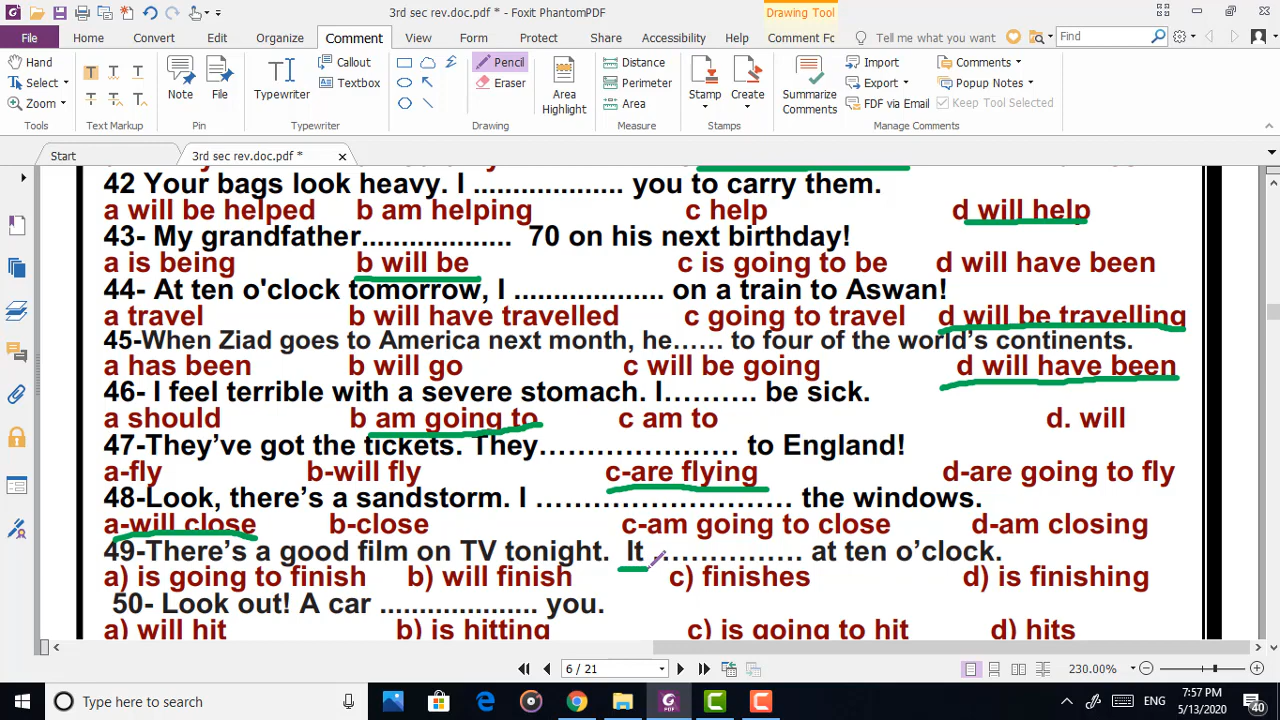 3rd sec rev.doc.pdf * - Foxit PhantomPDF
Drawing Tool
File Home Convert Edit Organize Comment View Form Protect Share Accessibility Help Comment Fc Tell me what you want... Find
Hand
Select
Zoom
Tools
Text Markup
Note
File
Pin
Typewriter
Callout
Textbox
Typewriter
Pencil
Eraser
Drawing
Area Highlight
Distance
Perimeter
Area
Measure
Stamp
Create
Stamps
Summarize Comments
Import
Export
FDF via Email
Comments
Popup Notes
Keep Tool Selected
Manage Comments
Start 3rd sec rev.doc.pdf *
42 Your bags look heavy. I .................... you to carry them.
a will be helped b am helping c help d will help
43- My grandfather.................... 70 on his next birthday!
a is being b will be c is going to be d will have been
44- At ten o'clock tomorrow, I .................... on a train to Aswan!
a travel b will have travelled c going to travel d will be travelling
45-When Ziad goes to America next month, he…… to four of the world’s continents.
a has been b will go c will be going d will have been
46- I feel terrible with a severe stomach. I………. be sick.
a should b am going to c am to d. will
47-They’ve got the tickets. They………………… to England!
a-fly b-will fly c-are flying d-are going to fly
48-Look, there’s a sandstorm. I ……………………… the windows.
a-will close b-close c-am going to close d-am closing
49-There’s a good film on TV tonight. It ……………… at ten o’clock.
a) is going to finish b) will finish c) finishes d) is finishing
50- Look out! A car ..................... you.
a) will hit b) is hitting c) is going to hit d) hits
6 / 21
230.00%
Type here to search
ENG
7:57 PM
5/13/2020
40